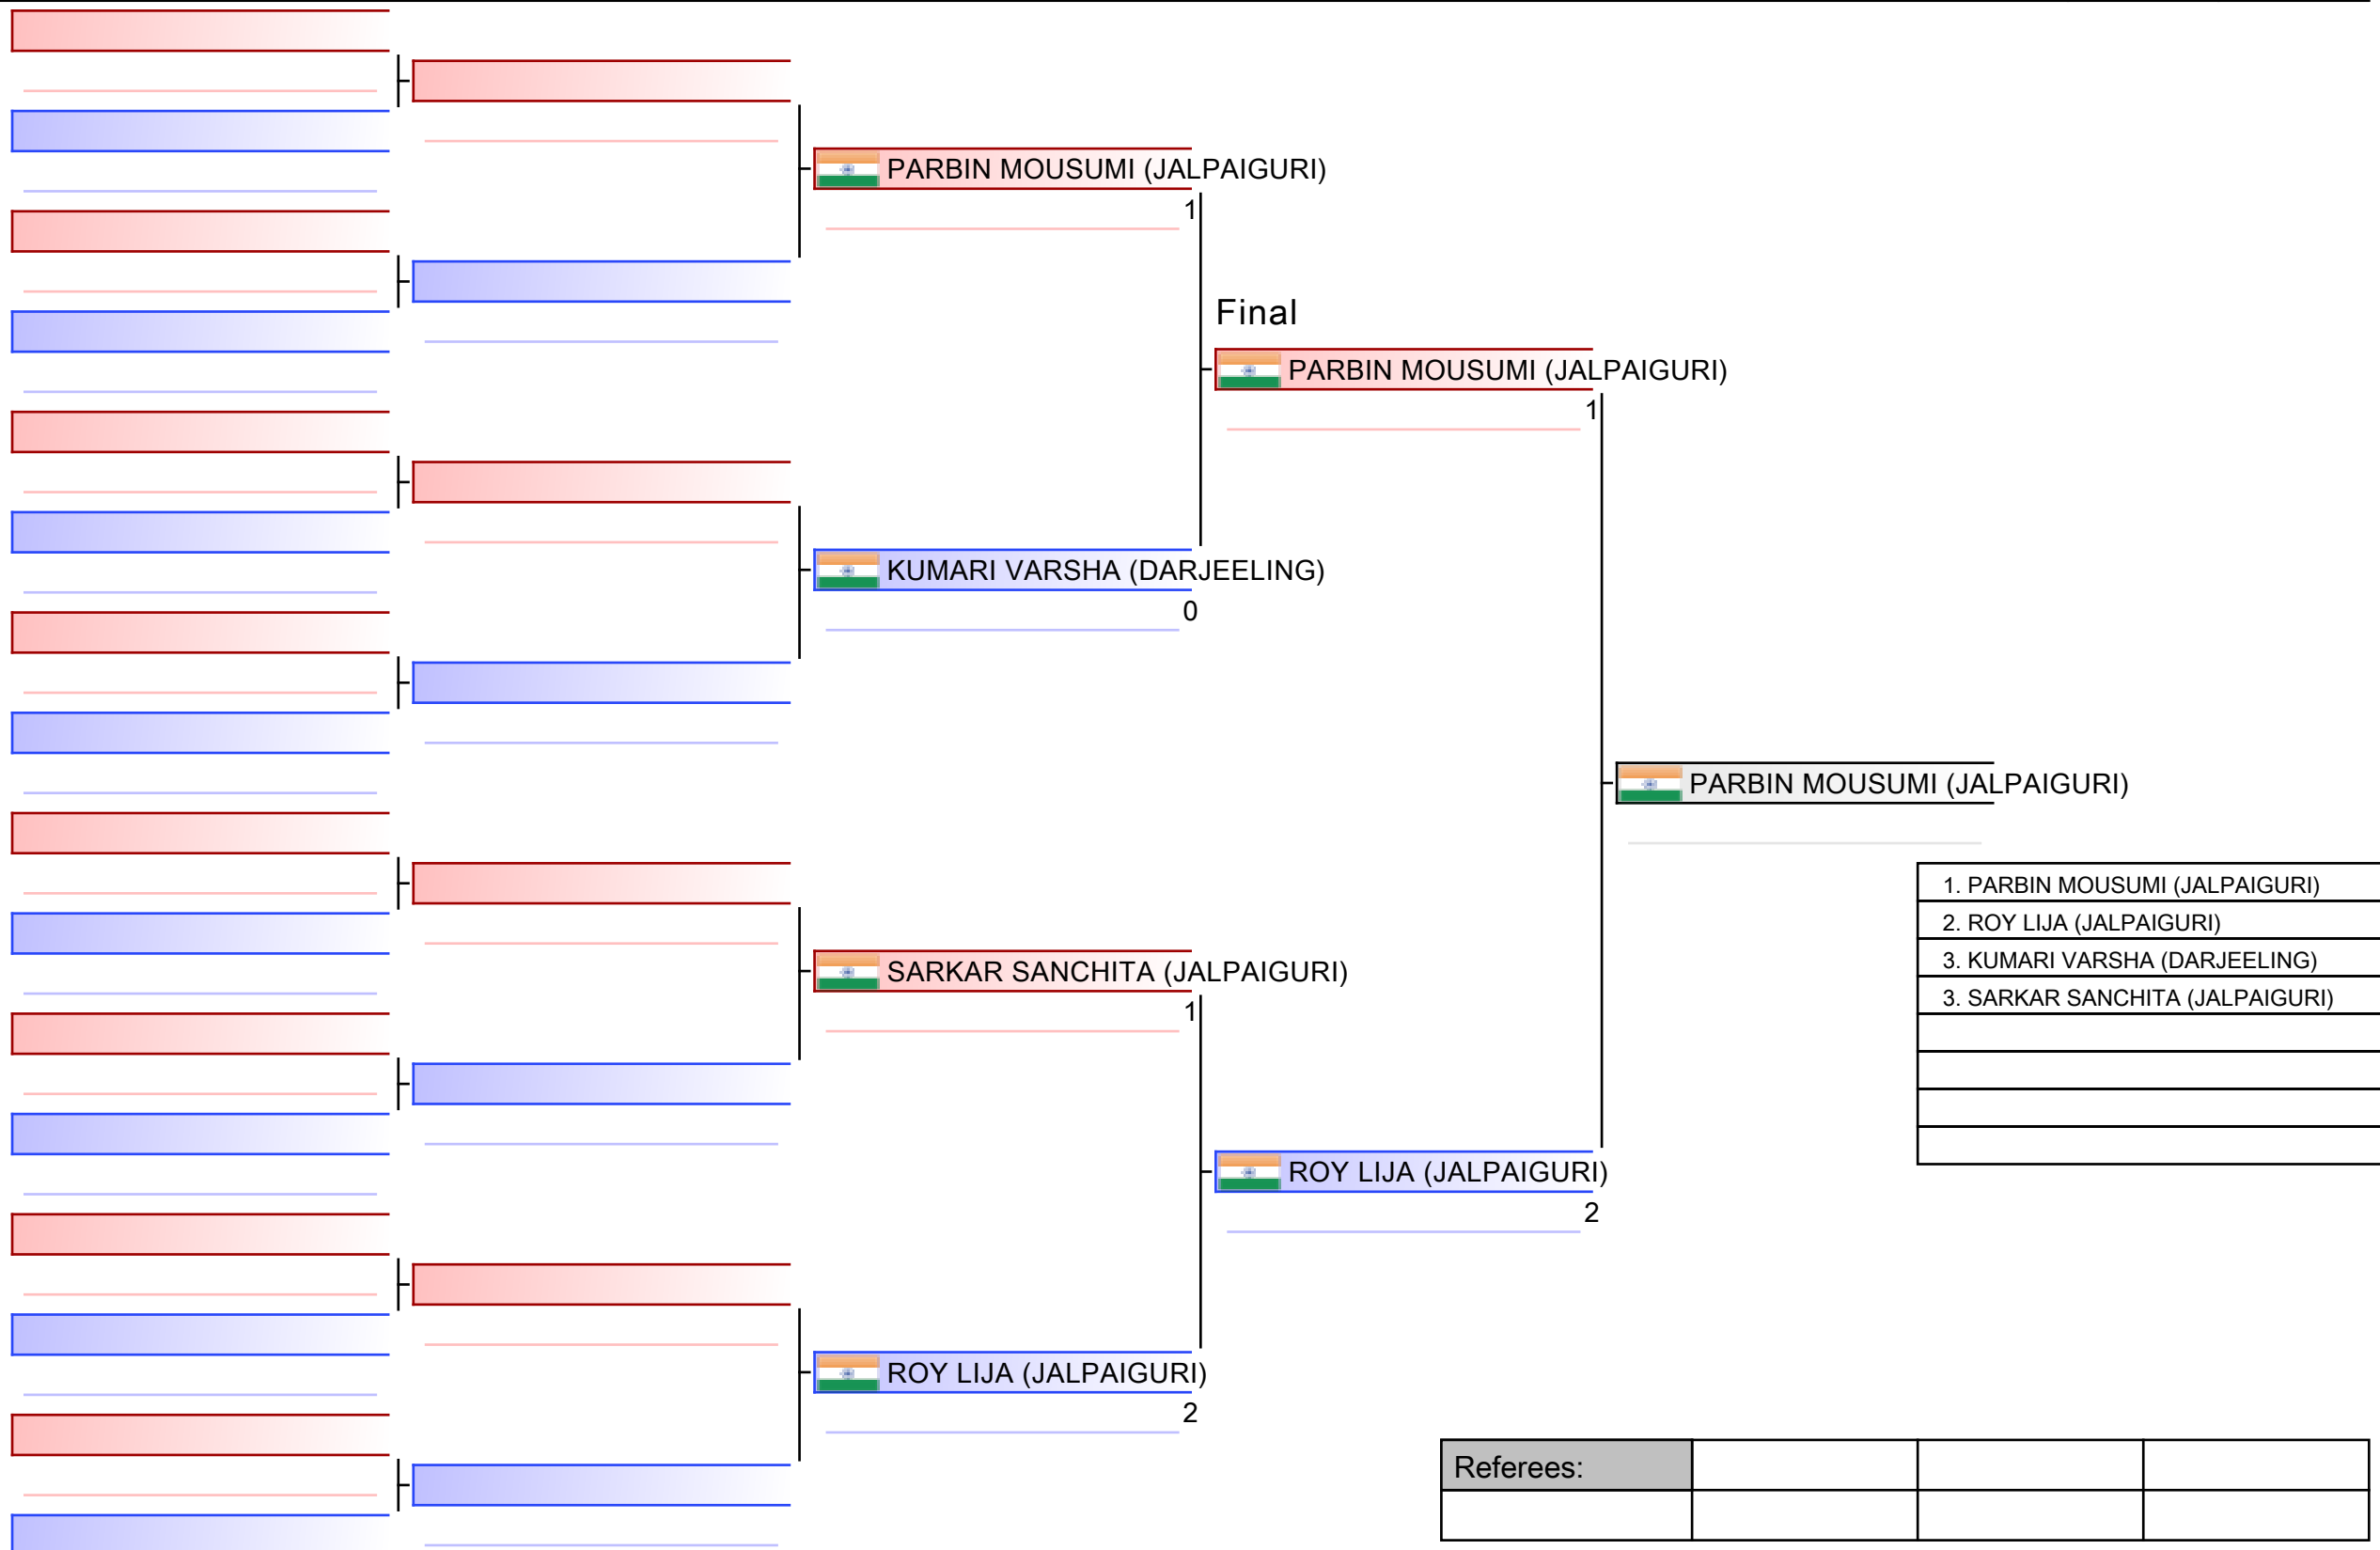 PARBIN MOUSUMI (JALPAIGURI)
1
Final
PARBIN MOUSUMI (JALPAIGURI)
1
KUMARI VARSHA (DARJEELING)
0
PARBIN MOUSUMI (JALPAIGURI)
1. PARBIN MOUSUMI (JALPAIGURI)
2. ROY LIJA (JALPAIGURI)
3. KUMARI VARSHA (DARJEELING)
3. SARKAR SANCHITA (JALPAIGURI)
SARKAR SANCHITA (JALPAIGURI)
1
ROY LIJA (JALPAIGURI)
2
ROY LIJA (JALPAIGURI)
2
Referees: